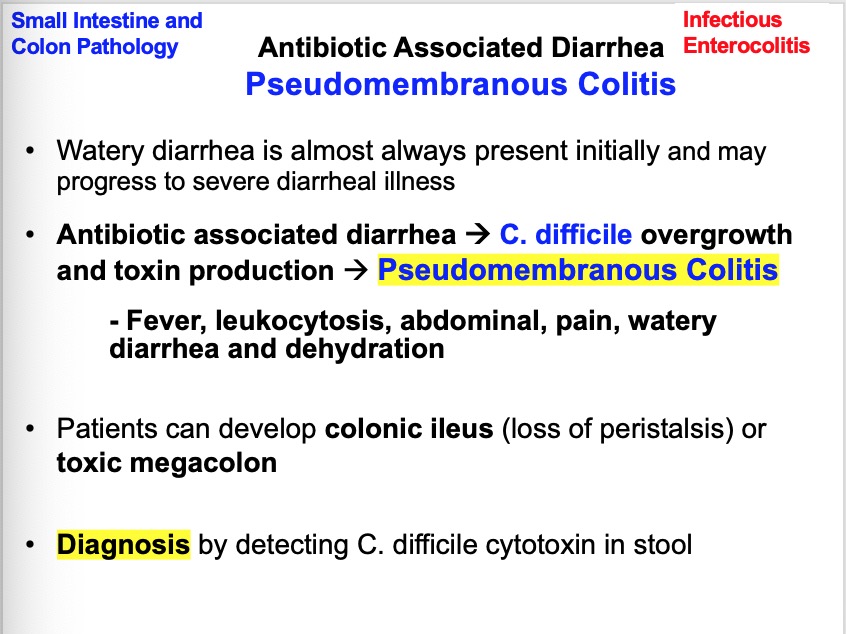 Small Intestine and
Colon Pathology
Infectious
Enterocolitis
Antibiotic Associated Diarrhea
Pseudomembranous Colitis
• Watery diarrhea is almost always present initially and may
progress to severe diarrheal illness
• Antibiotic associated diarrhea → C. difficile overgrowth
and toxin production → Pseudomembranous Colitis
- Fever, leukocytosis, abdominal, pain, watery
diarrhea and dehydration
• Patients can develop colonic ileus (loss of peristalsis) or
toxic megacolon
• Diagnosis by detecting C. difficile cytotoxin in stool